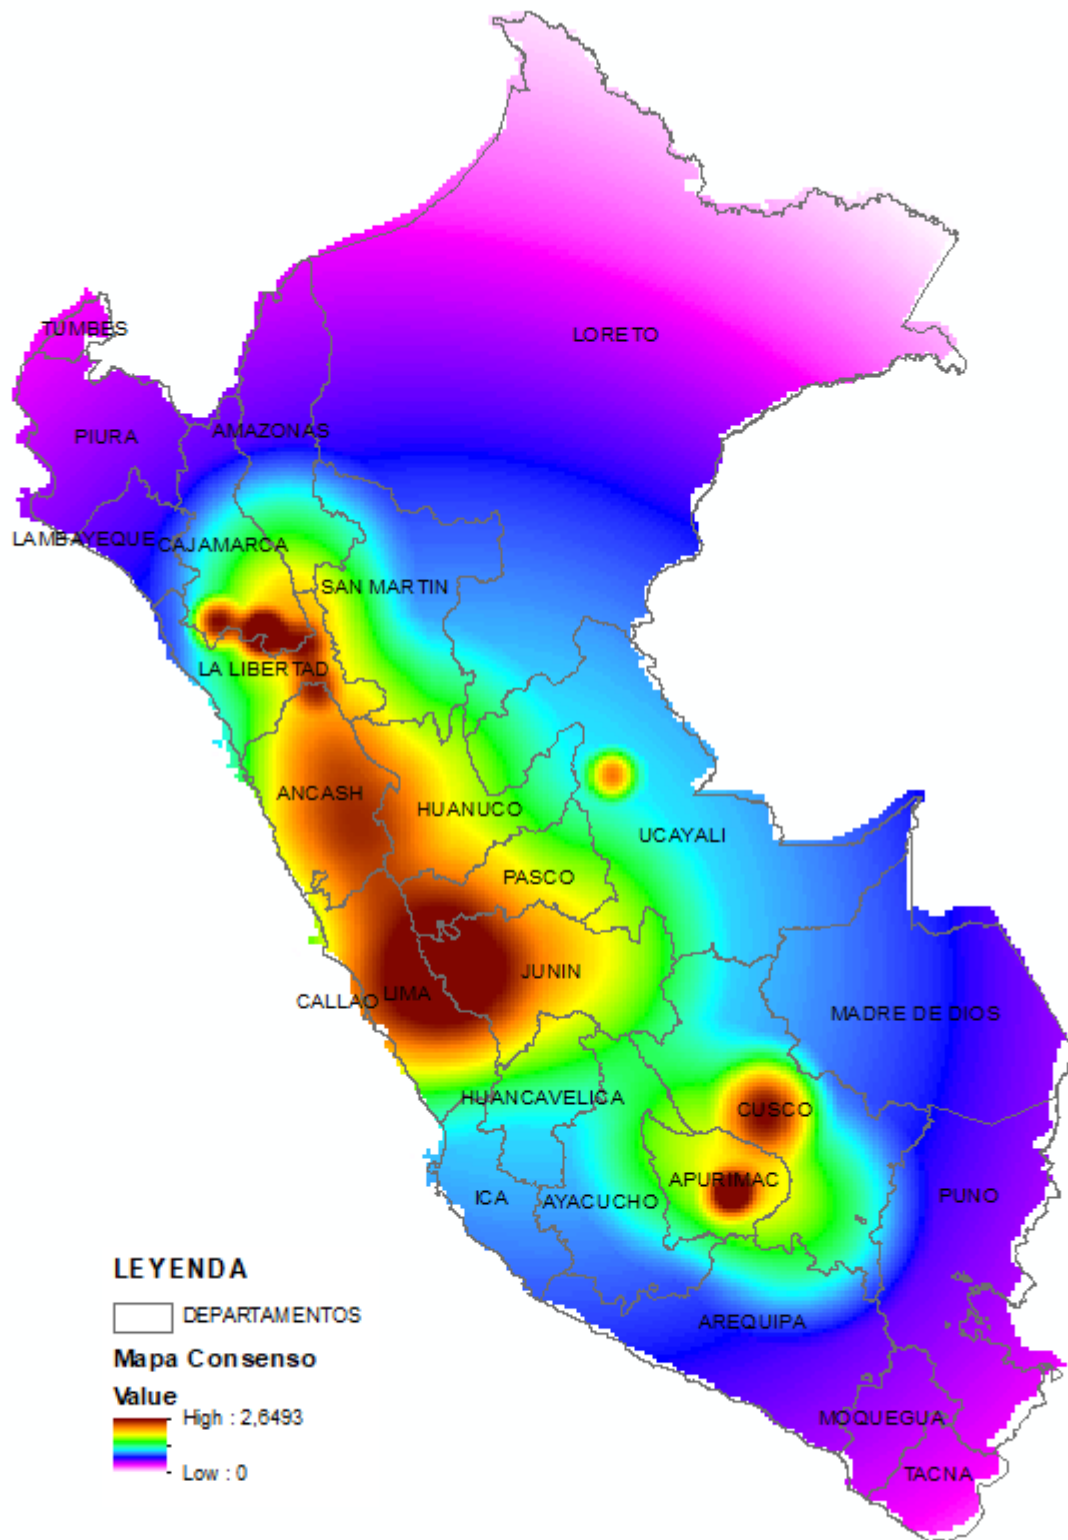 TUMBES
LORETO
PIURA
AMAZONAS
LAMBAYEQUE
CAJAMARCA
SAN MARTIN
LA LIBERTAD
ANCASH
HUANUCO
UCAYALI
PASCO
JUNIN
CALLAO
LIMA
MADRE DE DIOS
HUANCAVELICA
CUSCO
APURIMAC
ICA
AYACUCHO
PUNO
AREQUIPA
MOQUEGUA
TACNA
LEYENDA
DEPARTAMENTOS
Mapa Consenso
Value
High : 2,6493
Low : 0